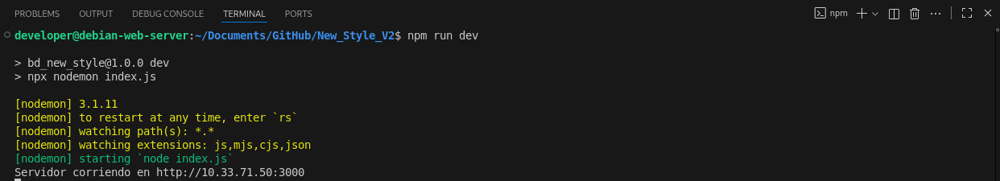 PROBLEMS OUTPUT DEBUG CONSOLE TERMINAL PORTS npm
developer@debian-web-server:~/Documents/GitHub/New_Style_V2$ npm run dev
> bd_new_style@1.0.0 dev
> npx nodemon index.js
[nodemon] 3.1.11
[nodemon] to restart at any time, enter `rs`
[nodemon] watching path(s): *.*
[nodemon] watching extensions: js,mjs,cjs,json
[nodemon] starting `node index.js`
Servidor corriendo en http://10.33.71.50:3000